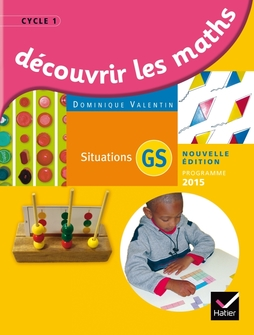 CYCLE 1
découvrir les maths
DOMINIQUE VALENTIN
Situations GS
NOUVELLE
ÉDITION
PROGRAMME
2015
Hatier